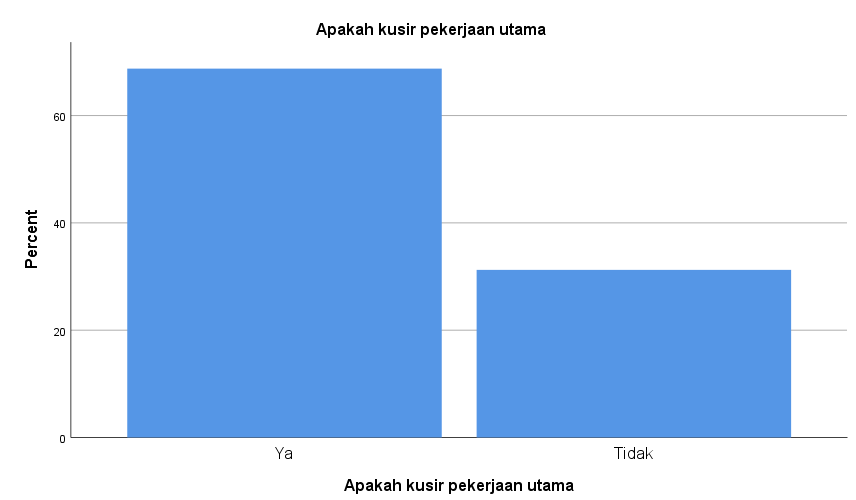 Apakah kusir pekerjaan utama
Percent
60
40
20
0
Ya Tidak
Apakah kusir pekerjaan utama